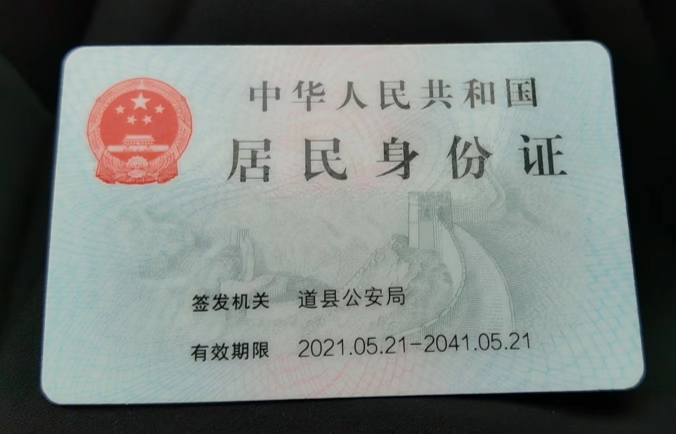 中华人民共和国
居民身份证
签发机关 道县公安局
有效期限 2021.05.21-2041.05.21